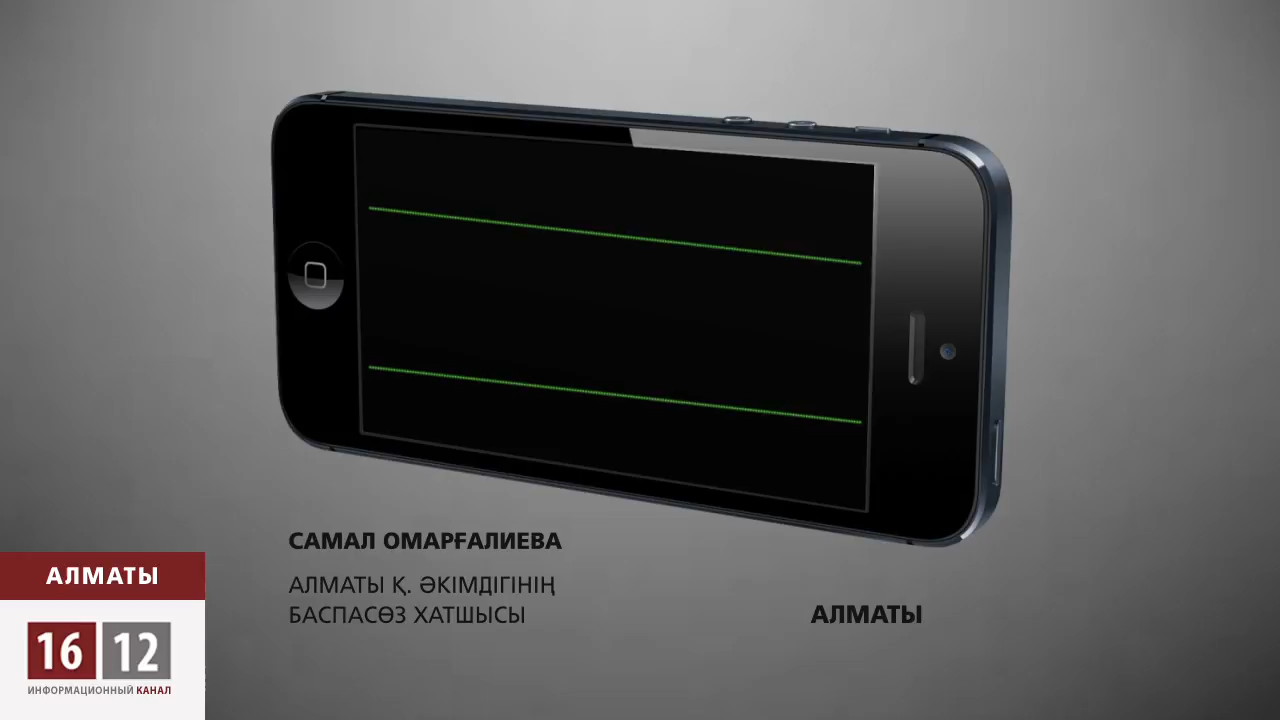 САМАЛ ОМАРҒАЛИЕВА
АЛМАТЫ Қ. ӘКІМДІГІНІҢ
БАСПАСӨЗ ХАТШЫСЫ
АЛМАТЫ
АЛМАТЫ
16 12
ИНФОРМАЦИОННЫЙ КАНАЛ